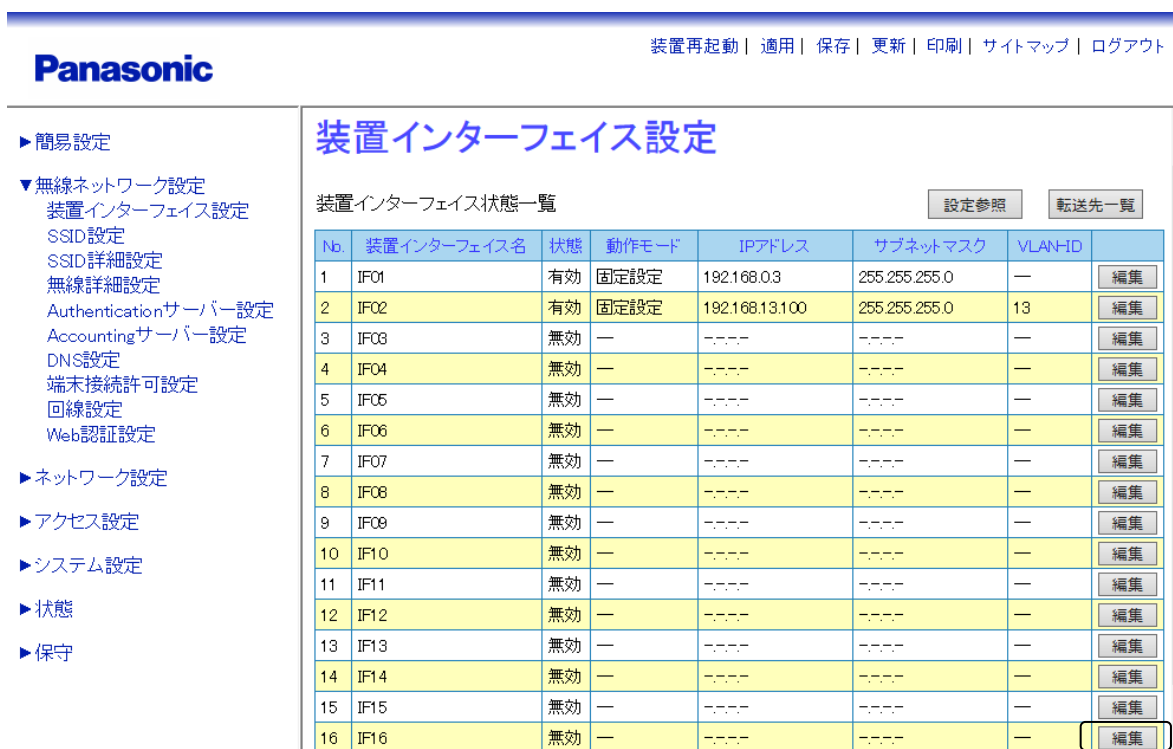 装置再起動| 適用| 保存| 更新| 印刷| サイトマップ| ログアウト
Panasonic
▶簡易設定
▼無線ネットワーク設定
装置インターフェイス設定
SSID設定
SSID詳細設定
無線詳細設定
Authenticationサーバー設定
Accountingサーバー設定
DNS設定
端末接続許可設定
回線設定
Web認証設定
▶ネットワーク設定
▶アクセス設定
▶システム設定
▶状態
▶保守
装置インターフェイス設定
装置インターフェイス状態一覧 設定参照 転送先一覧
No. 装置インターフェイス名 状態 動作モード IPアドレス サブネットマスク VLAN-ID
1 IF01 有効 固定設定 192.168.0.3 255.255.255.0 — 編集
2 IF02 有効 固定設定 192.168.13.100 255.255.255.0 13 編集
3 IF03 無効 — -.-.-.- -.-.-.- — 編集
4 IF04 無効 — -.-.-.- -.-.-.- — 編集
5 IF05 無効 — -.-.-.- -.-.-.- — 編集
6 IF06 無効 — -.-.-.- -.-.-.- — 編集
7 IF07 無効 — -.-.-.- -.-.-.- — 編集
8 IF08 無効 — -.-.-.- -.-.-.- — 編集
9 IF09 無効 — -.-.-.- -.-.-.- — 編集
10 IF10 無効 — -.-.-.- -.-.-.- — 編集
11 IF11 無効 — -.-.-.- -.-.-.- — 編集
12 IF12 無効 — -.-.-.- -.-.-.- — 編集
13 IF13 無効 — -.-.-.- -.-.-.- — 編集
14 IF14 無効 — -.-.-.- -.-.-.- — 編集
15 IF15 無効 — -.-.-.- -.-.-.- — 編集
16 IF16 無効 — -.-.-.- -.-.-.- — 編集